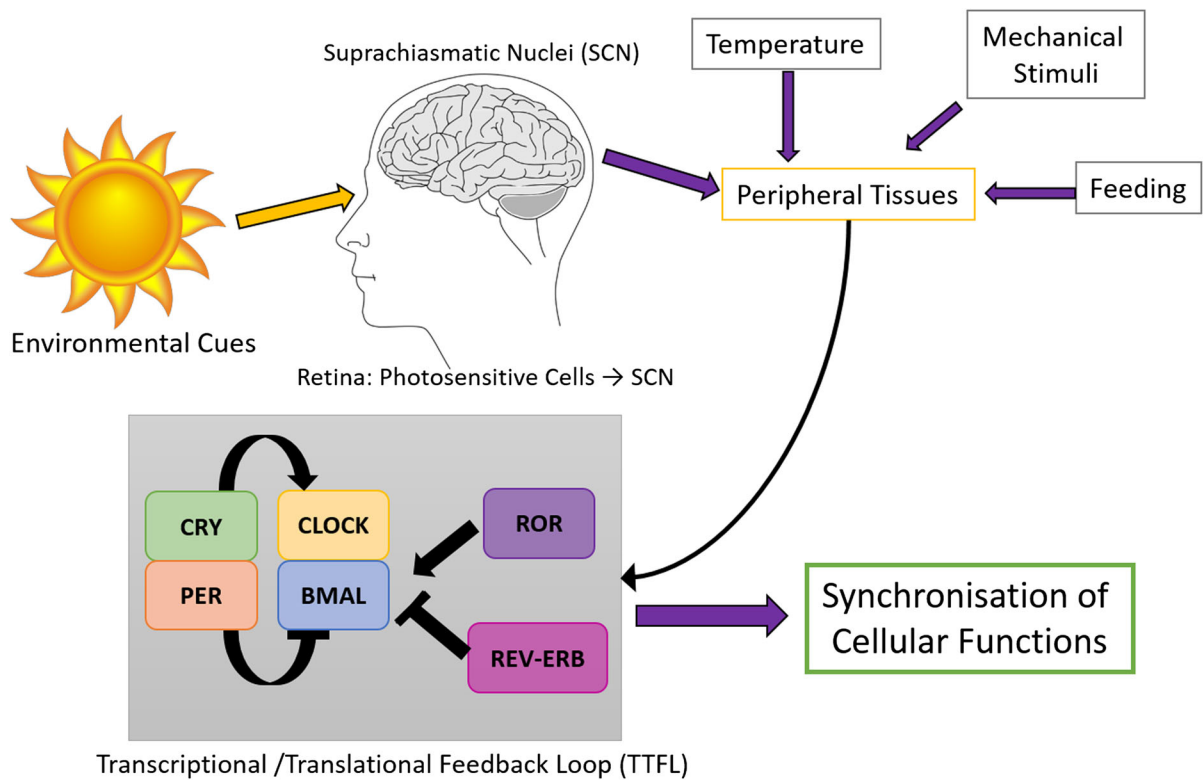 Suprachiasmatic Nuclei (SCN)
Temperature
Mechanical
Stimuli
Peripheral Tissues
Feeding
Environmental Cues
Retina: Photosensitive Cells → SCN
CRY
CLOCK
ROR
PER
BMAL
REV-ERB
Synchronisation of
Cellular Functions
Transcriptional /Translational Feedback Loop (TTFL)